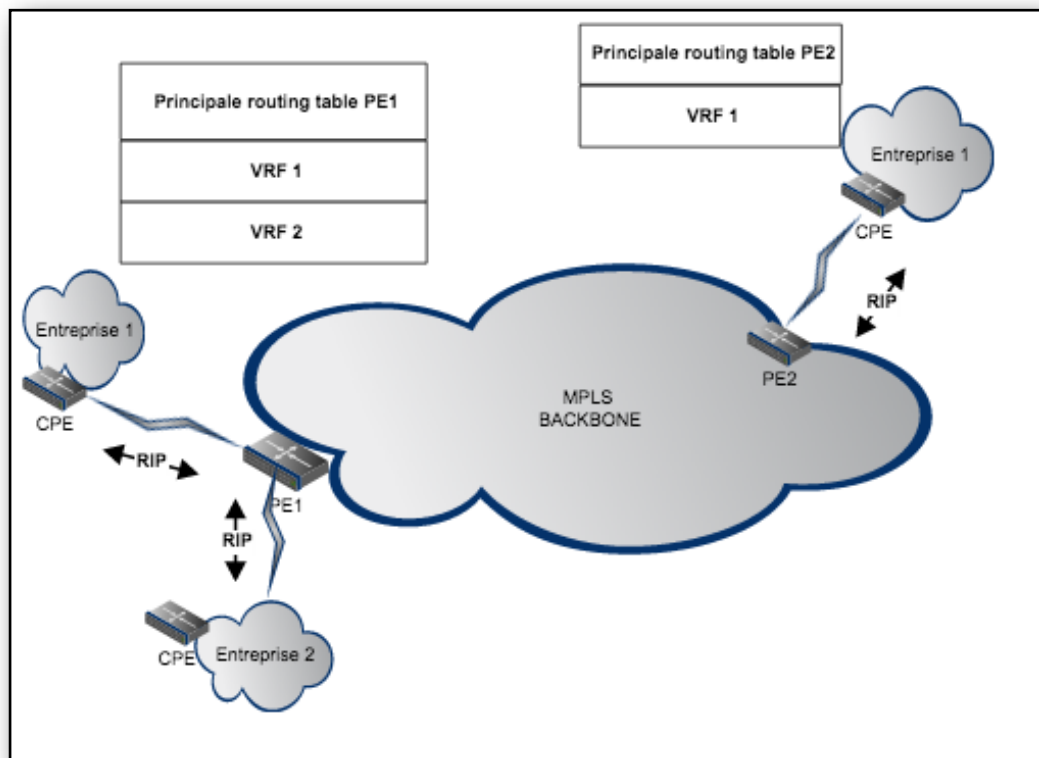 Principale routing table PE1
VRF 1
VRF 2
Principale routing table PE2
VRF 1
Entreprise 1
CPE
RIP
PE2
MPLS
BACKBONE
Entreprise 1
CPE
RIP
PE1
RIP
CPE
Entreprise 2